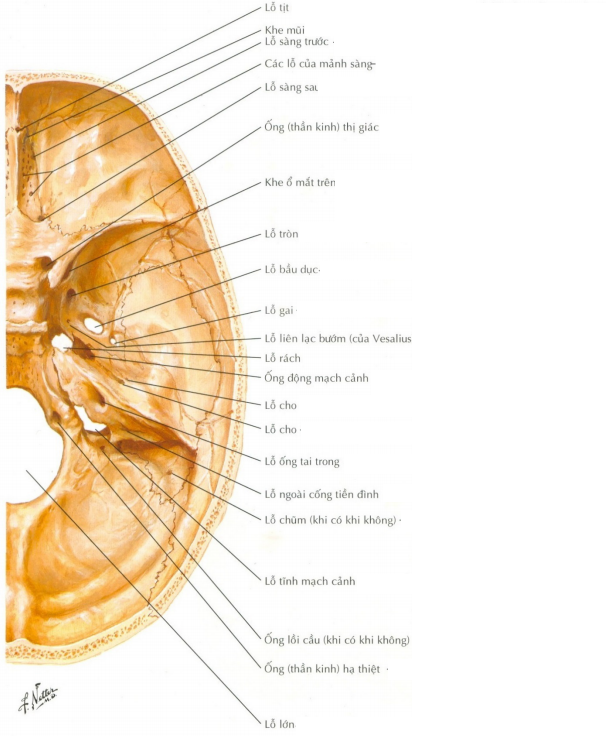 Lỗ tịt
Khe mũi
Lỗ sàng trước
Các lỗ của mảnh sàng
Lỗ sàng sau
Ống (thần kinh) thị giác
Khe ổ mắt trên
Lỗ tròn
Lỗ bầu dục
Lỗ gai
Lỗ liên lạc bướm (của Vesalius
Lỗ rách
Ống động mạch cảnh
Lỗ cho
Lỗ cho
Lỗ ống tai trong
Lỗ ngoài cống tiền đình
Lỗ chũm (khi có khi không)
Lỗ tĩnh mạch cảnh
Ống lồi cầu (khi có khi không)
Ống (thần kinh) hạ thiệt
F. Netter
M.D.
Lỗ lớn